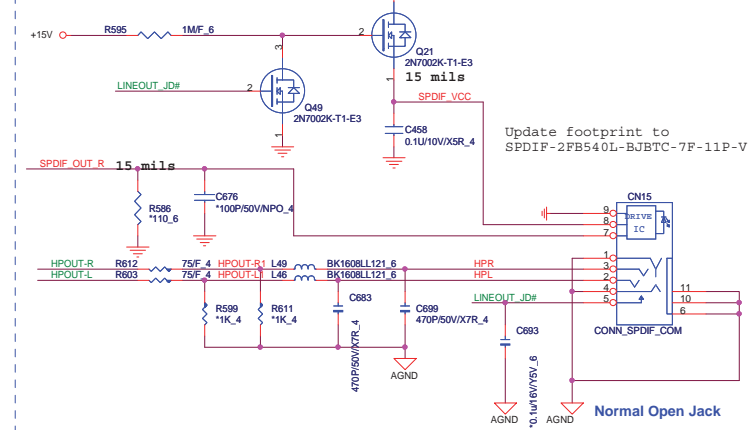 +15V
R595
1M/F_6
2
Q21
2N7002K-T1-E3
3
1
15 mils
LINEOUT_JD#
2
Q49
2N7002K-T1-E3
1
SPDIF_VCC
C458
0.1U/10V/X5R_4
Update footprint to
SPDIF-2FB540L-BJBTC-7F-11P-V
SPDIF_OUT_R
15 mils
R586
*110_6
C676
*100P/50V/NPO_4
CN15
9
8
7
DRIVE
IC
HPOUT-R
R612
75/F_4
HPOUT-R1
L49
BK1608LL121_6
HPR
HPOUT-L
R603
75/F_4
HPOUT-L1
L46
BK1608LL121_6
HPL
1
3
2
4
5
11
10
6
LINEOUT_JD#
CONN_SPDIF_COM
R599
*1K_4
R611
*1K_4
C683
470P/50V/X7R_4
C699
470P/50V/X7R_4
C693
*0.1u/16V/Y5V_6
AGND
AGND
AGND
Normal Open Jack